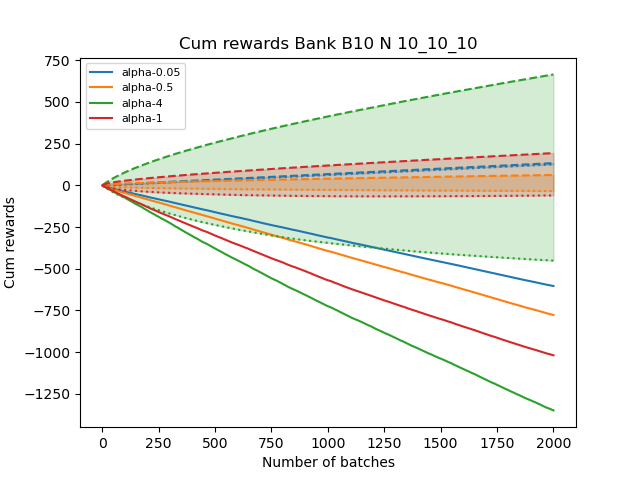 Cum rewards Bank B10 N 10_10_10
alpha-0.05
alpha-0.5
alpha-4
alpha-1
750
500
250
0
−250
−500
−750
−1000
−1250
Cum rewards
0 250 500 750 1000 1250 1500 1750 2000
Number of batches